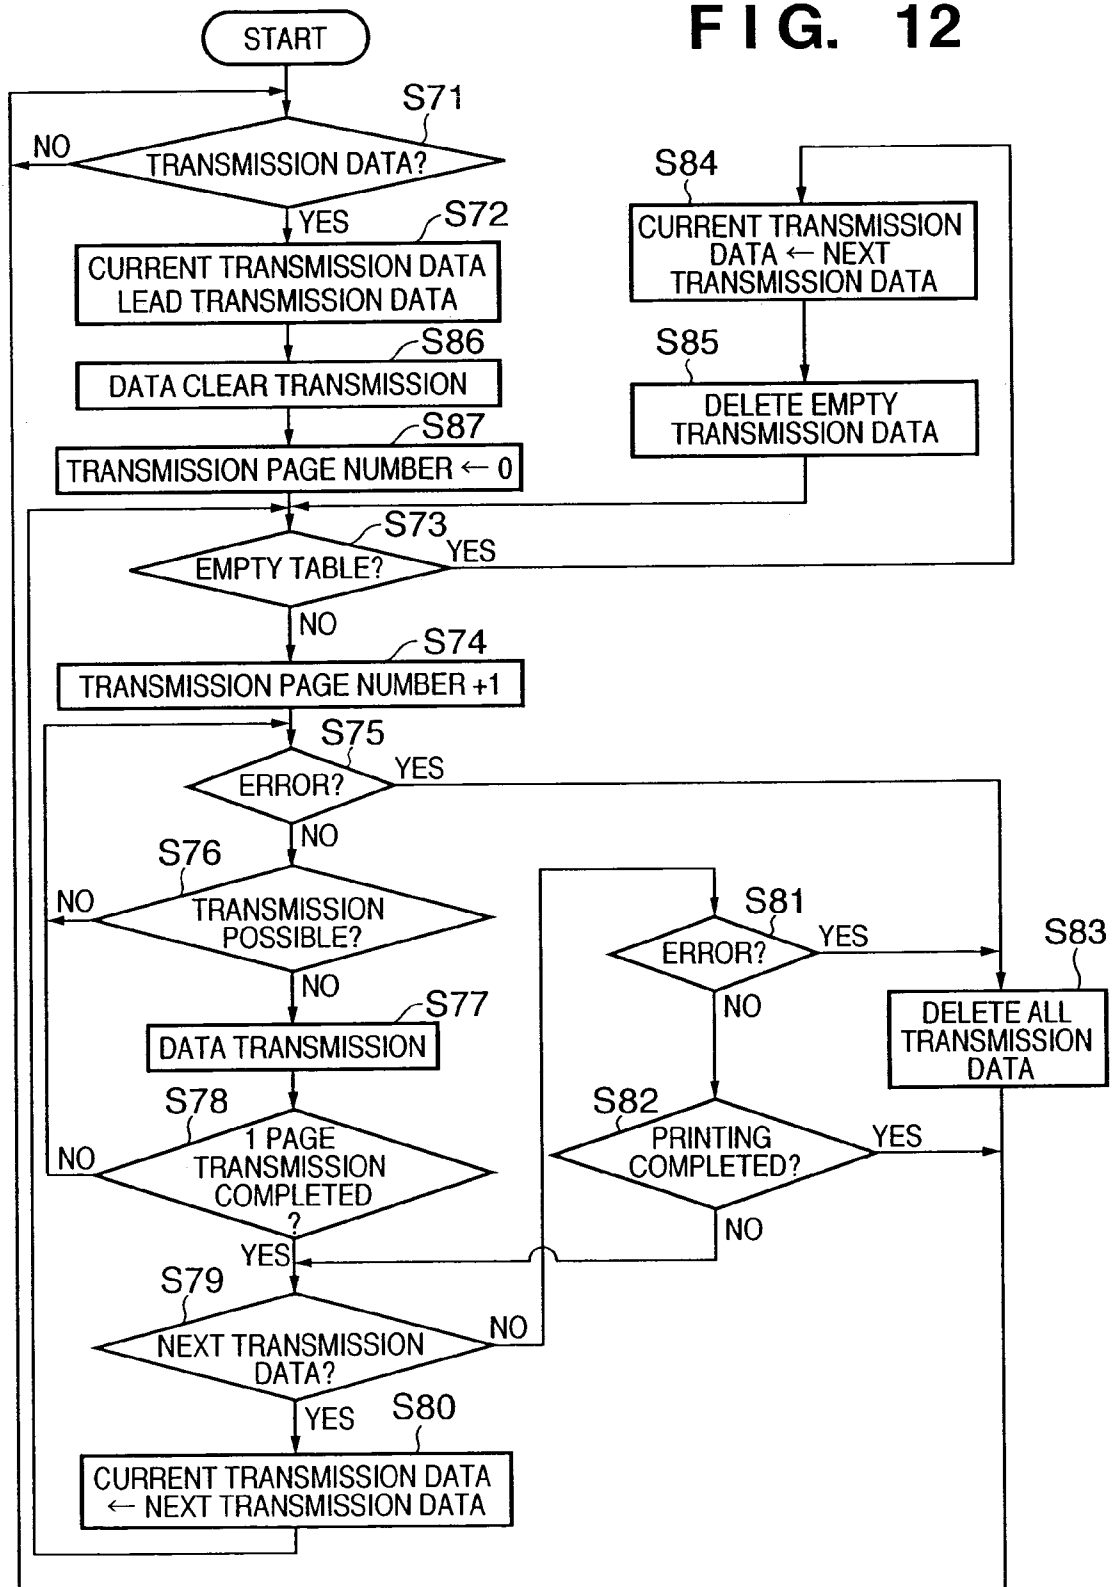 FIG. 12
START
S71
NO
TRANSMISSION DATA?
YES
S72
CURRENT TRANSMISSION DATA
LEAD TRANSMISSION DATA
S86
DATA CLEAR TRANSMISSION
S87
TRANSMISSION PAGE NUMBER ← 0
S84
CURRENT TRANSMISSION
DATA ← NEXT
TRANSMISSION DATA
S85
DELETE EMPTY
TRANSMISSION DATA
S73
EMPTY TABLE?
YES
NO
S74
TRANSMISSION PAGE NUMBER +1
S75
ERROR?
YES
NO
S76
NO
TRANSMISSION
POSSIBLE?
NO
S77
DATA TRANSMISSION
S78
1 PAGE
TRANSMISSION
COMPLETED
?
NO
YES
S79
NEXT TRANSMISSION
DATA?
NO
YES
S80
CURRENT TRANSMISSION DATA
← NEXT TRANSMISSION DATA
S81
ERROR?
YES
NO
S82
PRINTING
COMPLETED?
YES
NO
S83
DELETE ALL
TRANSMISSION
DATA